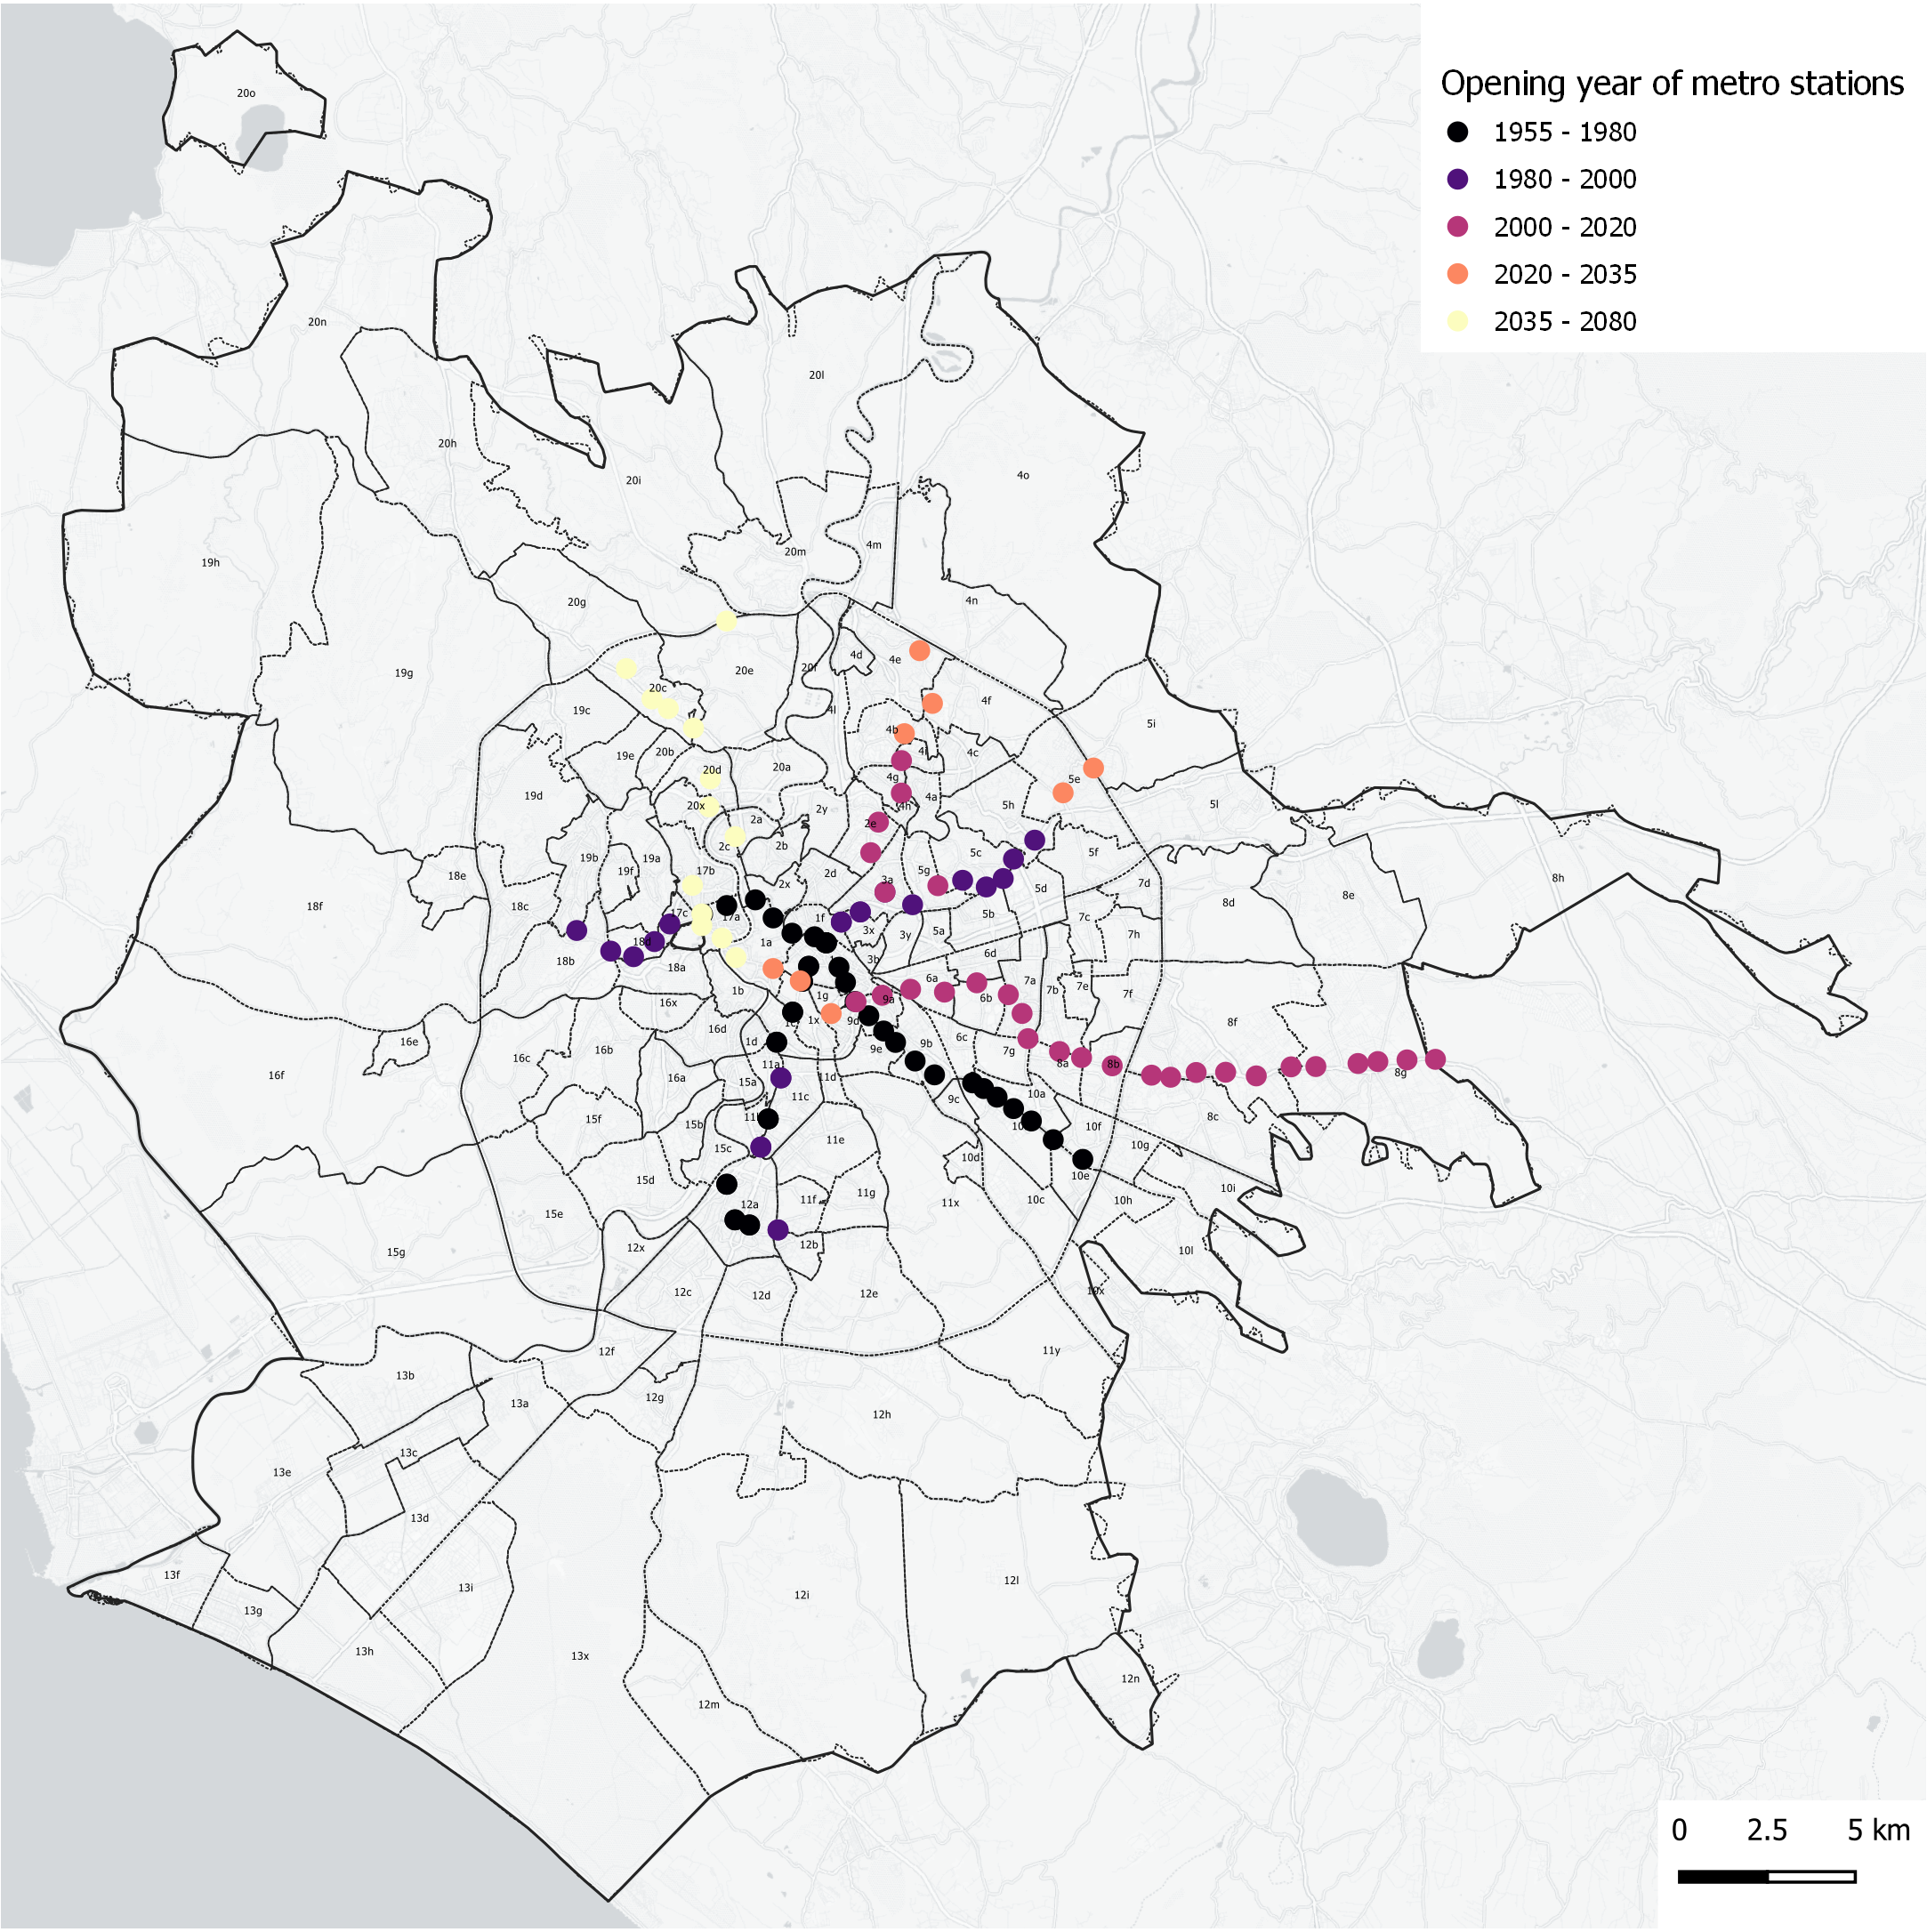 Opening year of metro stations
1955 - 1980
1980 - 2000
2000 - 2020
2020 - 2035
2035 - 2080
20o
20n
20l
20h
20i
4o
19h
20m
4m
20g
4n
19g
20e
20f
4d
4e
20c
4f
19c
4l
4b
5i
19e
20b
4i
4c
20d
20a
4g
5e
19d
20x
2y
4h
4a
5h
5l
2a
2e
2c
2b
5c
5f
19b
19a
18e
19f
17b
2x
2d
3a
5g
5d
7d
8h
18f
18c
17c
17a
1f
5b
7c
8d
8e
18d
1a
3x
3y
5a
7h
18b
18a
3b
6d
1b
6a
7a
7b
7e
7f
16x
1g
9a
6b
16d
1x
9d
8f
16e
16c
16b
1d
9e
9b
6c
7g
16f
16a
15a
11a
11d
8a
8b
8g
11c
9c
10a
15f
15b
11e
10f
8c
15c
10d
10g
15d
10e
10i
12a
11f
11g
11x
10c
10h
15e
15g
12x
12b
10l
12c
12d
12e
10x
12f
11y
13b
13a
12g
12h
13c
13e
13d
13f
13i
12i
12l
13g
13h
13x
12m
12n
0 2.5 5 km